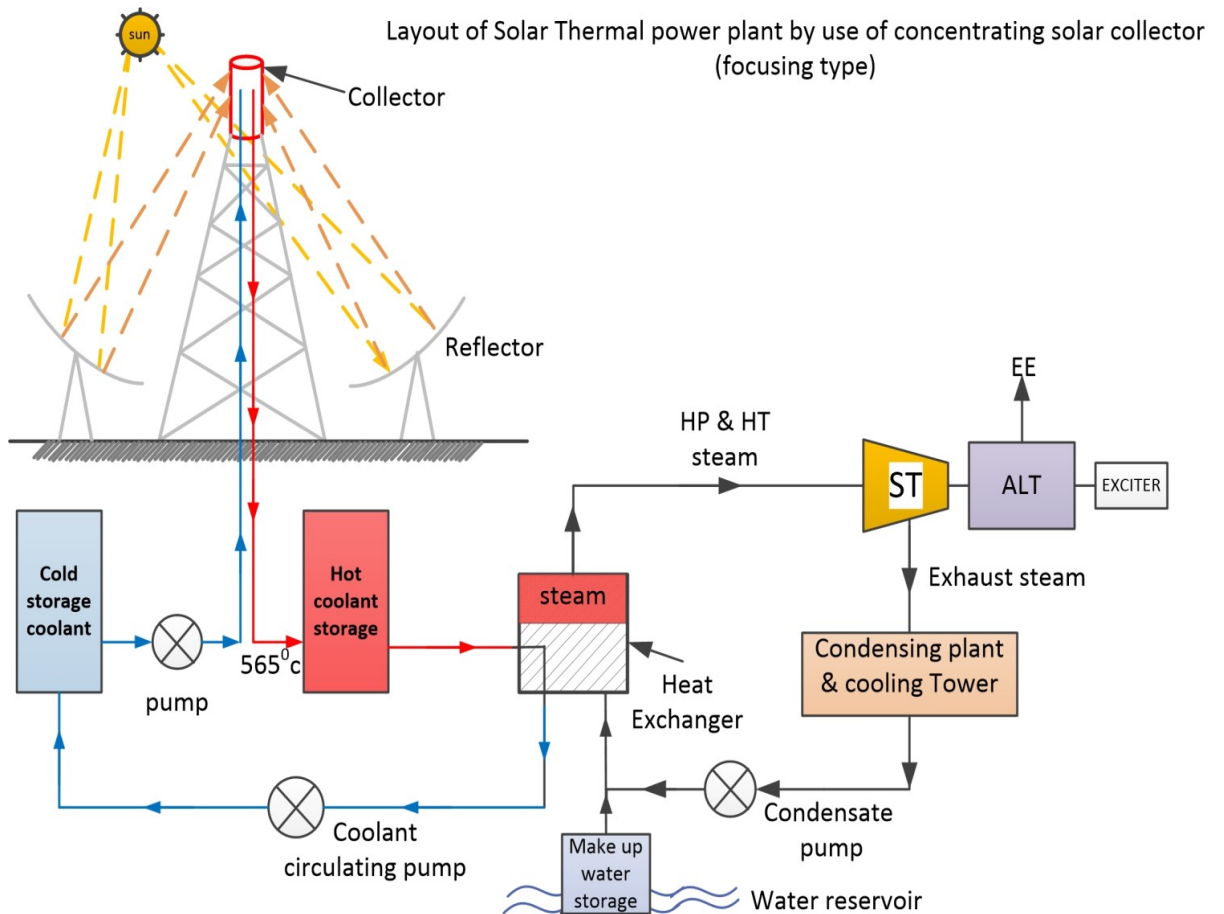 Layout of Solar Thermal power plant by use of concentrating solar collector
(focusing type)
sun
Collector
Reflector
EE
HP & HT
steam
ST
ALT
EXCITER
Cold
storage
coolant
Hot
coolant
storage
steam
Exhaust steam
565⁰c
pump
Heat
Exchanger
Condensing plant
& cooling Tower
Coolant
circulating pump
Condensate
pump
Make up
water
storage
Water reservoir